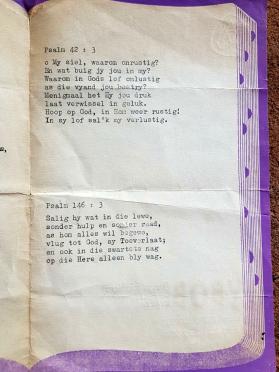 Psalm 42 : 3
o My siel, waarom onrustig?
En wat buig jy jou in my?
Waarom in Gods lof onlustig
as die vyand jou bestry?
Menigmaal het Hy jou druk
laat verwissel in geluk.
Hoop op God, in Hom weer rustig!
In sy lof sal'k my verlustig.
Psalm 146 : 3
Salig hy wat in die lewe,
sonder hulp en sonder raad,
as hom alles wil begewe,
vlug tot God, sy Toeverlaat;
en ook in die swartste nag
op die Here alleen bly wag.